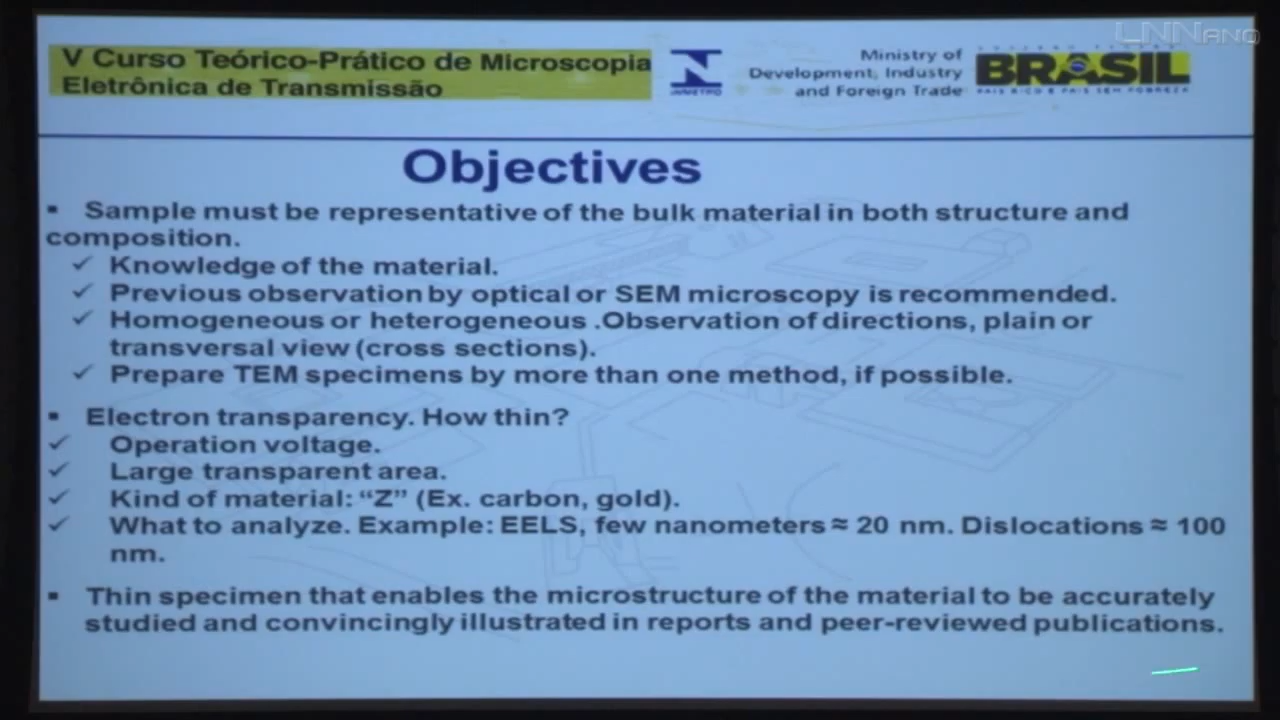 LNNano
V Curso Teórico-Prático de Microscopia
Eletrônica de Transmissão
INMETRO
Ministry of
Development, Industry
and Foreign Trade
BRASIL
PAÍS RICO É PAÍS SEM POBREZA
Objectives
▪ Sample must be representative of the bulk material in both structure and
composition.
✓ Knowledge of the material.
✓ Previous observation by optical or SEM microscopy is recommended.
✓ Homogeneous or heterogeneous .Observation of directions, plain or
transversal view (cross sections).
✓ Prepare TEM specimens by more than one method, if possible.
▪ Electron transparency. How thin?
✓ Operation voltage.
✓ Large transparent area.
✓ Kind of material: “Z” (Ex. carbon, gold).
✓ What to analyze. Example: EELS, few nanometers ≈ 20 nm. Dislocations ≈ 100
nm.
▪ Thin specimen that enables the microstructure of the material to be accurately
studied and convincingly illustrated in reports and peer-reviewed publications.